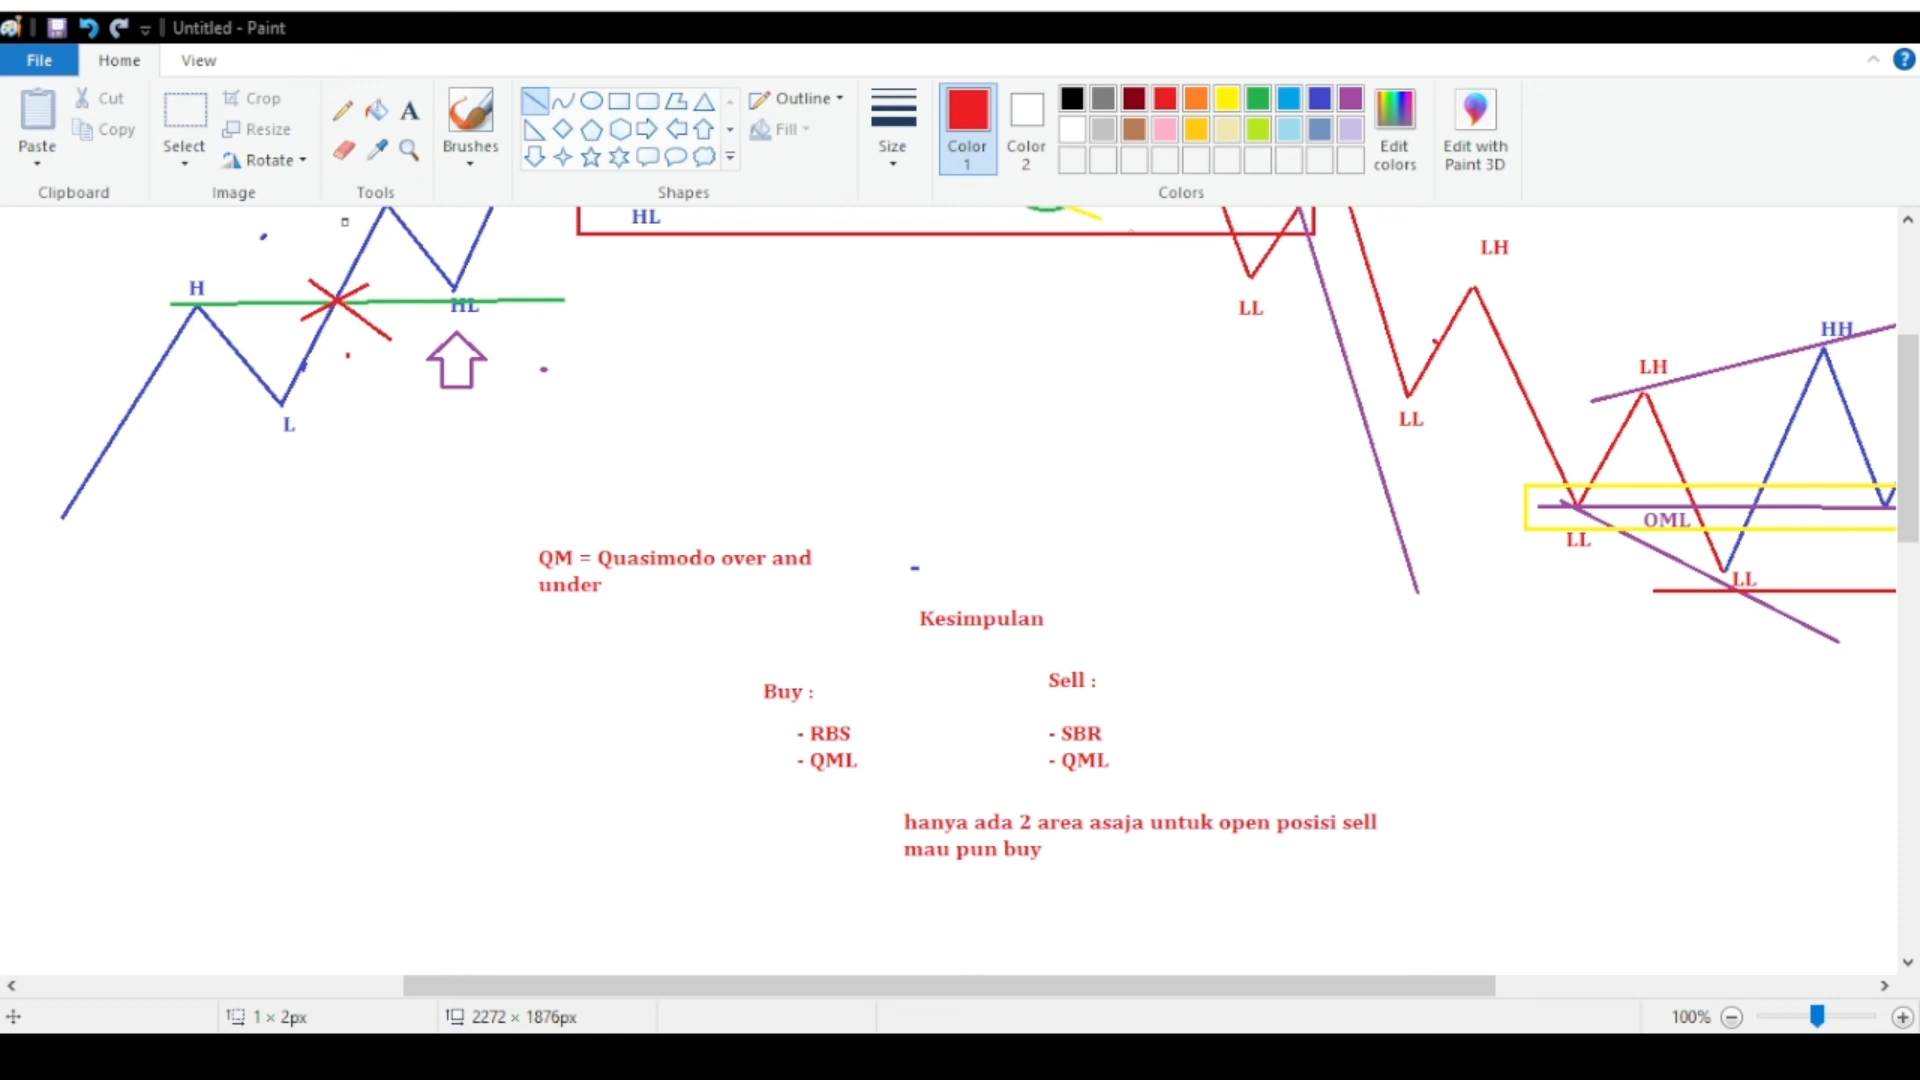 Untitled - Paint
File
Home
View
Paste
Cut
Copy
Clipboard
Select
Crop
Resize
Rotate
Image
A
Tools
Brushes
Shapes
Outline
Fill
Size
Color 1
Color 2
Colors
Edit colors
Edit with Paint 3D
?
HL
LH
H
HL
LL
HH
L
LL
LH
QML
LL
LL
QM = Quasimodo over and
under
Kesimpulan
Buy :
- RBS
- QML
Sell :
- SBR
- QML
hanya ada 2 area asaja untuk open posisi sell
mau pun buy
1 × 2px
2272 × 1876px
100%